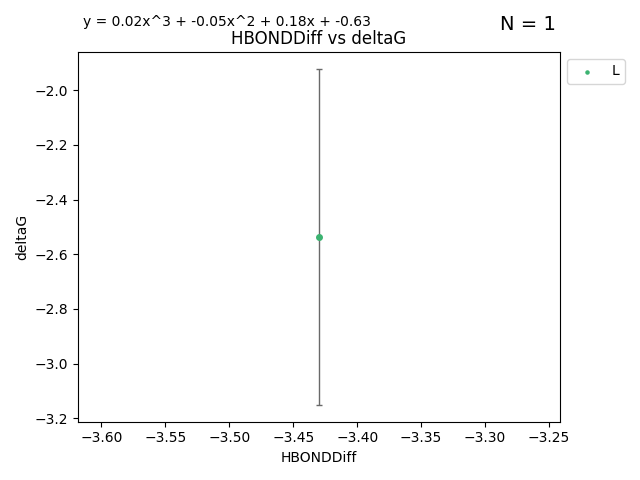 y = 0.02x^3 + -0.05x^2 + 0.18x + -0.63
N = 1
HBONDDiff vs deltaG
L
deltaG
−2.0
−2.2
−2.4
−2.6
−2.8
−3.0
−3.2
−3.60 −3.55 −3.50 −3.45 −3.40 −3.35 −3.30 −3.25
HBONDDiff